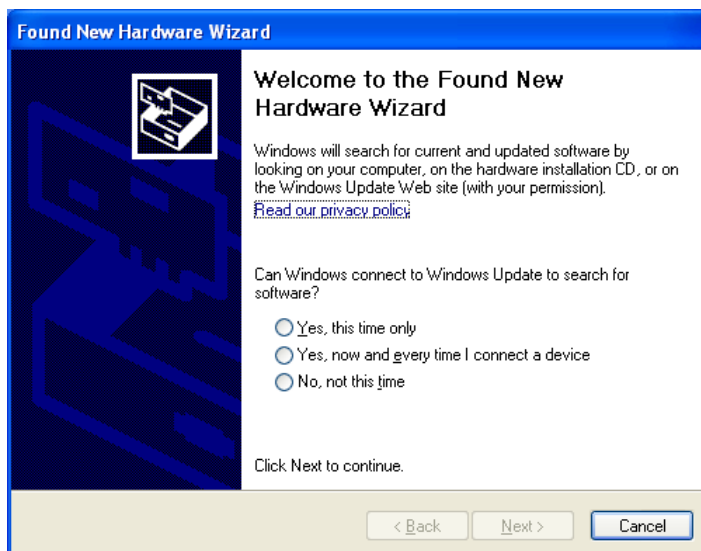 Found New Hardware Wizard
Welcome to the Found New
Hardware Wizard
Windows will search for current and updated software by
looking on your computer, on the hardware installation CD, or on
the Windows Update Web site (with your permission).
Read our privacy policy
Can Windows connect to Windows Update to search for
software?
Yes, this time only
Yes, now and every time I connect a device
No, not this time
Click Next to continue.
< Back
Next >
Cancel